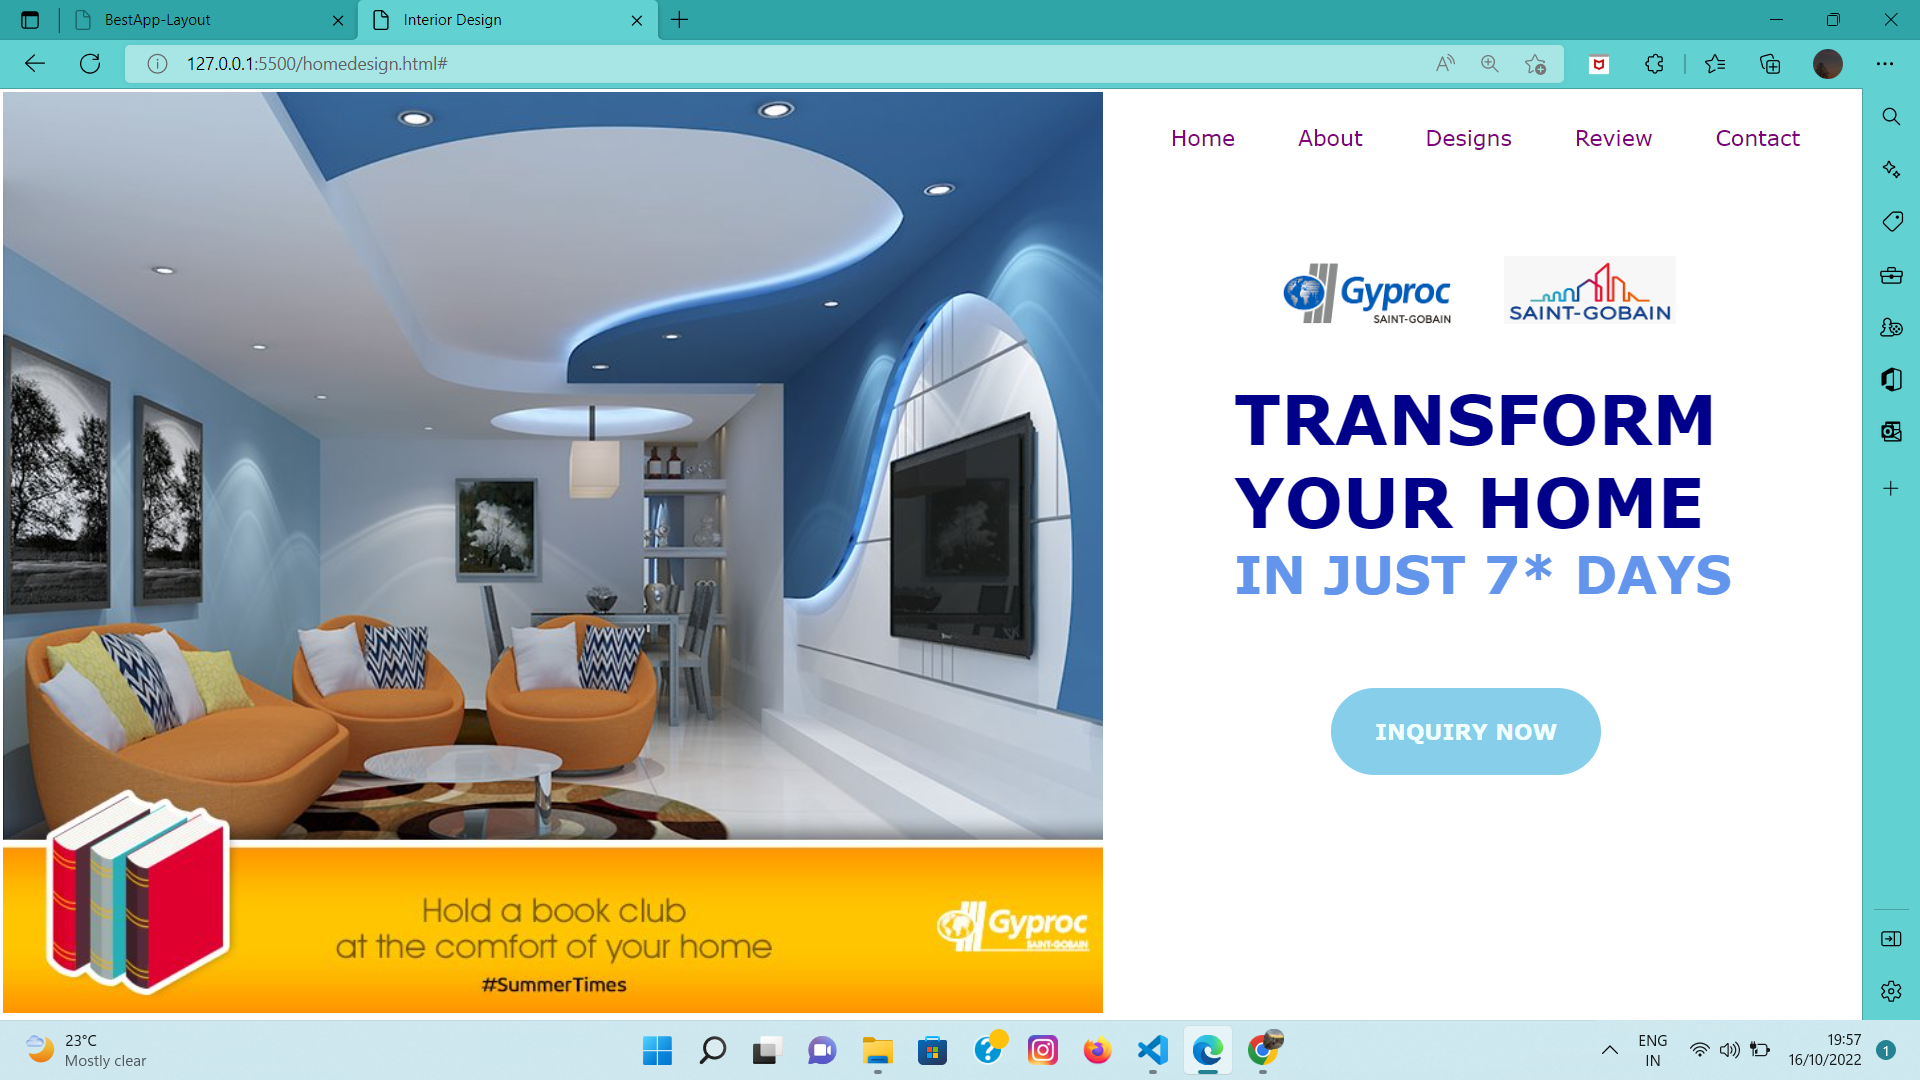 BestApp-Layout
Interior Design
127.0.0.1:5500/homedesign.html#
Home About Designs Review Contact
Gyproc
SAINT-GOBAIN
SAINT-GOBAIN
TRANSFORM
YOUR HOME
IN JUST 7* DAYS
INQUIRY NOW
Hold a book club
at the comfort of your home
#SummerTimes
Gyproc
SAINT-GOBAIN
23°C
Mostly clear
ENG
IN
19:57
16/10/2022
1